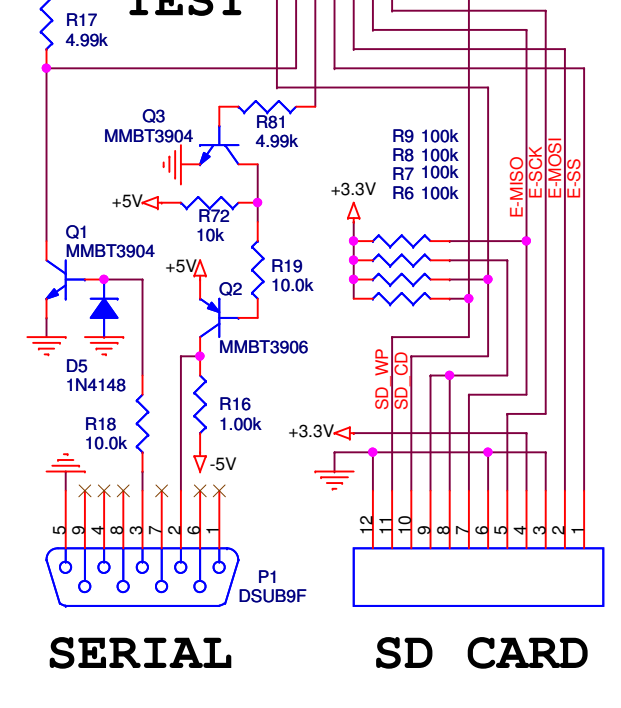 TEST
R17
4.99k
Q3
MMBT3904
R81
4.99k
R9 100k
R8 100k
R7 100k
R6 100k
E-MISO
E-SCK
E-MOSI
E-SS
+3.3V
+5V
R72
10k
Q1
MMBT3904
+5V
R19
10.0k
Q2
MMBT3906
D5
1N4148
SD_WP
SD_CD
R16
1.00k
R18
10.0k
+3.3V
-5V
5 9 4 8 3 7 2 6 1
12 11 10 9 8 7 6 5 4 3 2 1
P1
DSUB9F
SERIAL
SD CARD